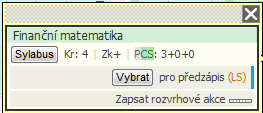 Finanční matematika
Sylabus Kr: 4 | Zk+ | PCS: 3+0+0
Vybrat pro předzápis (LS)
Zapsat rozvrhové akce